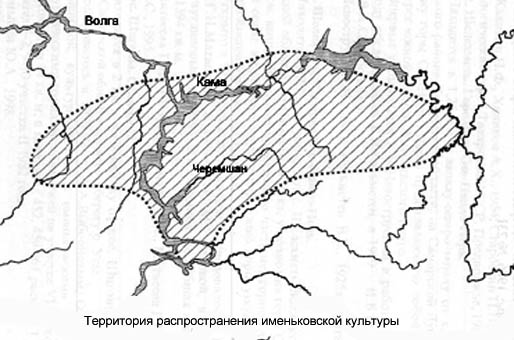 Волга
Кама
Черемшан
Территория распространения именьковской культуры